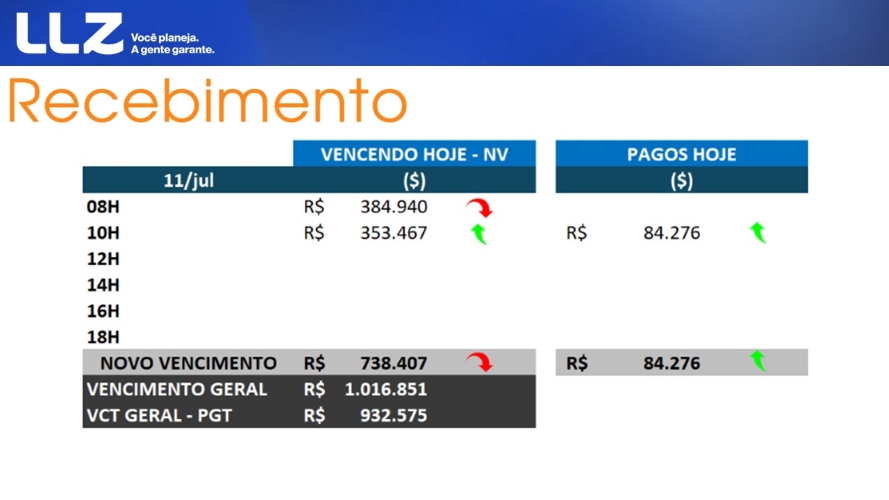 LLZ
Você planeja.
A gente garante.
Recebimento
VENCENDO HOJE - NV PAGOS HOJE
11/jul ($) ($)
08H R$ 384.940
10H R$ 353.467 R$ 84.276
12H
14H
16H
18H
NOVO VENCIMENTO R$ 738.407 R$ 84.276
VENCIMENTO GERAL R$ 1.016.851
VCT GERAL - PGT R$ 932.575